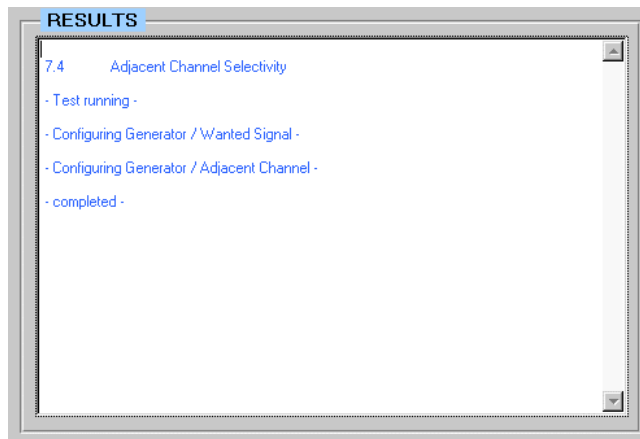 RESULTS
7.4 Adjacent Channel Selectivity
- Test running -
- Configuring Generator / Wanted Signal -
- Configuring Generator / Adjacent Channel -
- completed -